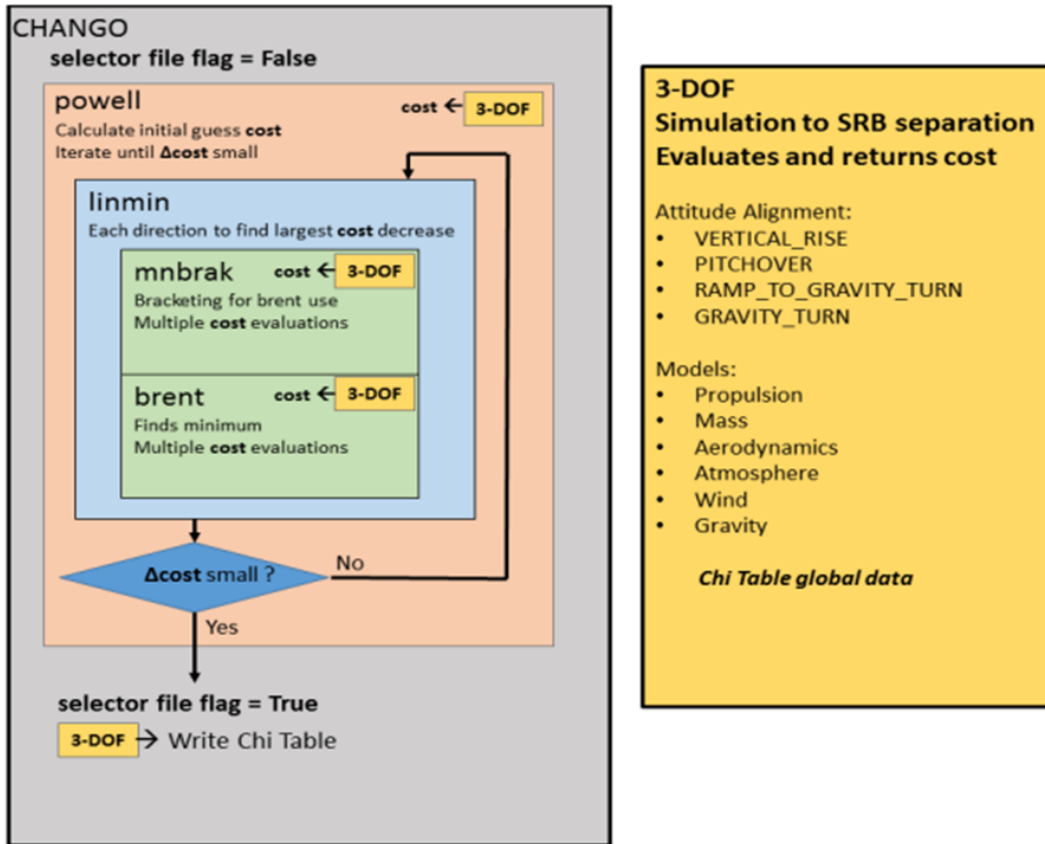 CHANGO
selector file flag = False
powell
cost ← 3-DOF
Calculate initial guess cost
Iterate until Δcost small
linmin
Each direction to find largest cost decrease
mnbrak
cost ← 3-DOF
Bracketing for brent use
Multiple cost evaluations
brent
cost ← 3-DOF
Finds minimum
Multiple cost evaluations
Δcost small ?
No
Yes
selector file flag = True
3-DOF → Write Chi Table
3-DOF
Simulation to SRB separation
Evaluates and returns cost
Attitude Alignment:
• VERTICAL_RISE
• PITCHOVER
• RAMP_TO_GRAVITY_TURN
• GRAVITY_TURN
Models:
• Propulsion
• Mass
• Aerodynamics
• Atmosphere
• Wind
• Gravity
Chi Table global data